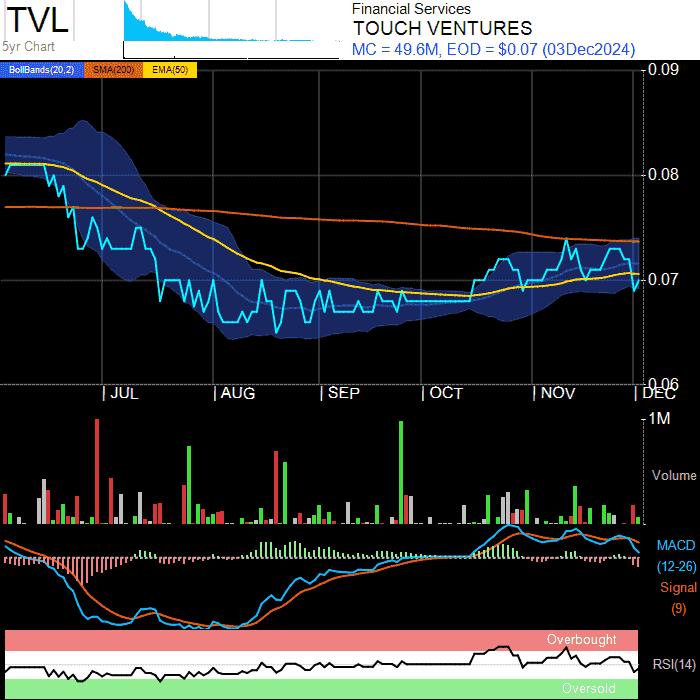 TVL
5yr Chart
Financial Services
TOUCH VENTURES
MC = 49.6M, EOD = $0.07 (03Dec2024)
BollBands(20,2) SMA(200) EMA(50)
0.09
0.08
0.07
0.06
JUL AUG SEP OCT NOV DEC
1M
Volume
MACD
(12-26)
Signal
(9)
Overbought
RSI(14)
Oversold